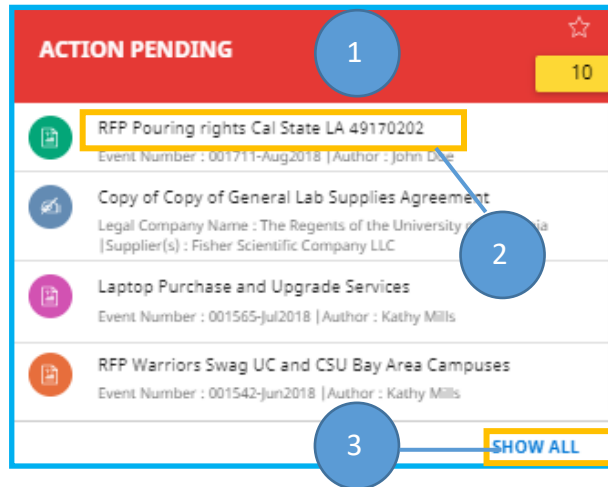 ACTION PENDING
1
10
RFP Pouring rights Cal State LA 49170202
Event Number : 001711-Aug2018 |Author : John Doe
Copy of Copy of General Lab Supplies Agreement
Legal Company Name : The Regents of the University
|Supplier(s) : Fisher Scientific Company LLC
2
Laptop Purchase and Upgrade Services
Event Number : 001565-Jul2018 |Author : Kathy Mills
RFP Warriors Swag UC and CSU Bay Area Campuses
Event Number : 001542-Jun2018 |Author : Kathy Mills
3
SHOW ALL